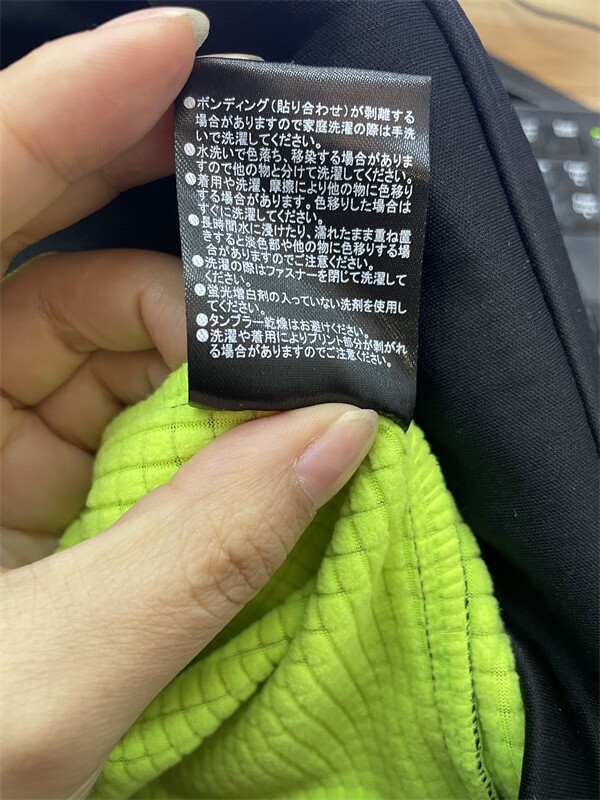 ●ボンディング(貼り合わせ)が剥離する
場合がありますので家庭洗濯の際は手洗
いで洗濯してください。
●水洗いで色落ち、移染する場合がありま
すので他の物と分けて洗濯してください。
●着用や洗濯、摩擦により他の物に色移り
する場合があります。色移りした場合は
すぐに洗濯してください。
●長時間水に浸けたり、濡れたまま重ね置
きすると淡色部や他の物に色移りする場
合がありますのでご注意ください。
●洗濯の際はファスナーを閉じて洗濯して
ください。
●蛍光増白剤の入っていない洗剤を使用し
てください。
●タンブラー乾燥はお避けください。
●洗濯や着用によりプリント部分が剥がれ
る場合がありますのでご注意ください。